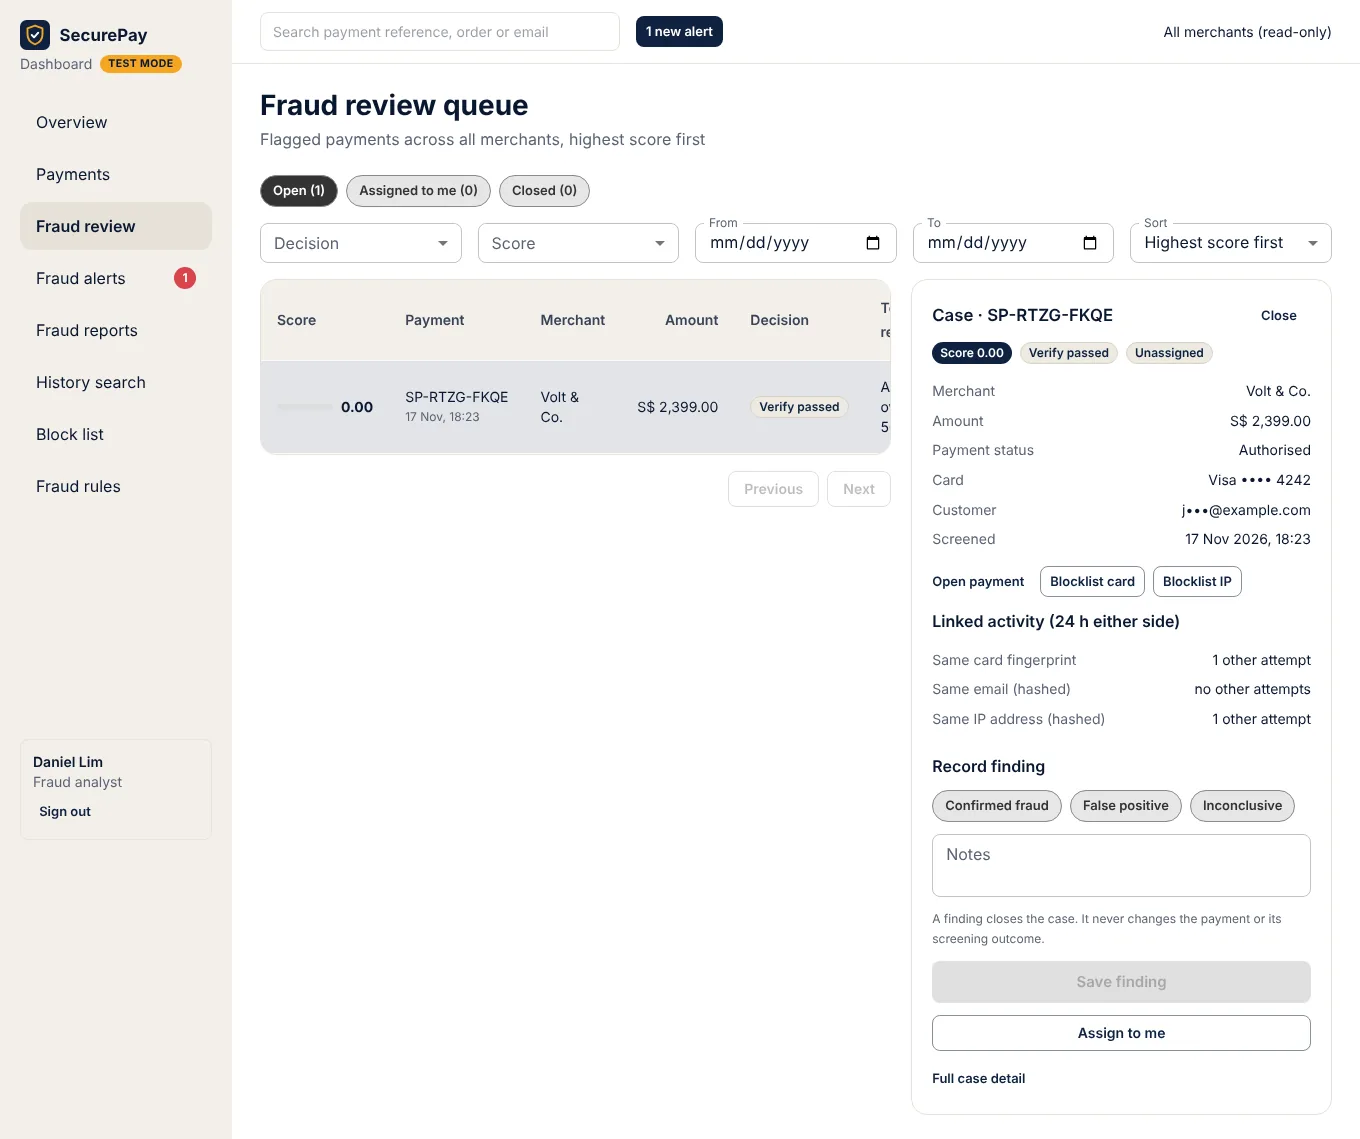 SecurePay
Dashboard TEST MODE
Overview
Payments
Fraud review
Fraud alerts 1
Fraud reports
History search
Block list
Fraud rules
Daniel Lim
Fraud analyst
Sign out
Search payment reference, order or email
1 new alert
All merchants (read-only)
Fraud review queue
Flagged payments across all merchants, highest score first
Open (1) Assigned to me (0) Closed (0)
Decision
Score
From
mm/dd/yyyy
To
mm/dd/yyyy
Sort
Highest score first
Score Payment Merchant Amount Decision
0.00
SP-RTZG-FKQE
17 Nov, 18:23
Volt &
Co.
S$ 2,399.00
Verify passed
Previous Next
Case · SP-RTZG-FKQE Close
Score 0.00 Verify passed Unassigned
Merchant Volt & Co.
Amount S$ 2,399.00
Payment status Authorised
Card Visa •••• 4242
Customer j•••@example.com
Screened 17 Nov 2026, 18:23
Open payment Blocklist card Blocklist IP
Linked activity (24 h either side)
Same card fingerprint 1 other attempt
Same email (hashed) no other attempts
Same IP address (hashed) 1 other attempt
Record finding
Confirmed fraud False positive Inconclusive
Notes
A finding closes the case. It never changes the payment or its
screening outcome.
Save finding
Assign to me
Full case detail